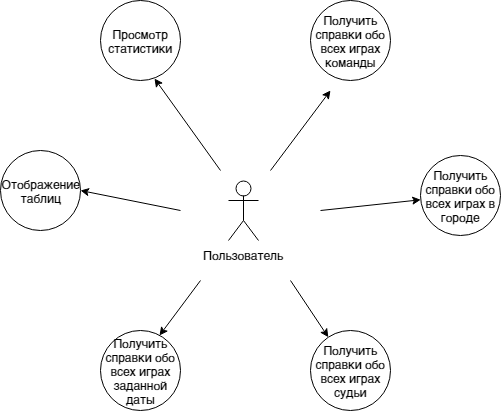 Просмотр
статистики
Получить
справки обо
всех играх
команды
Отображение
таблиц
Получить
справки обо
всех играх в
городе
Пользователь
Получить
справки обо
всех играх
заданной
даты
Получить
справки обо
всех играх
судьи